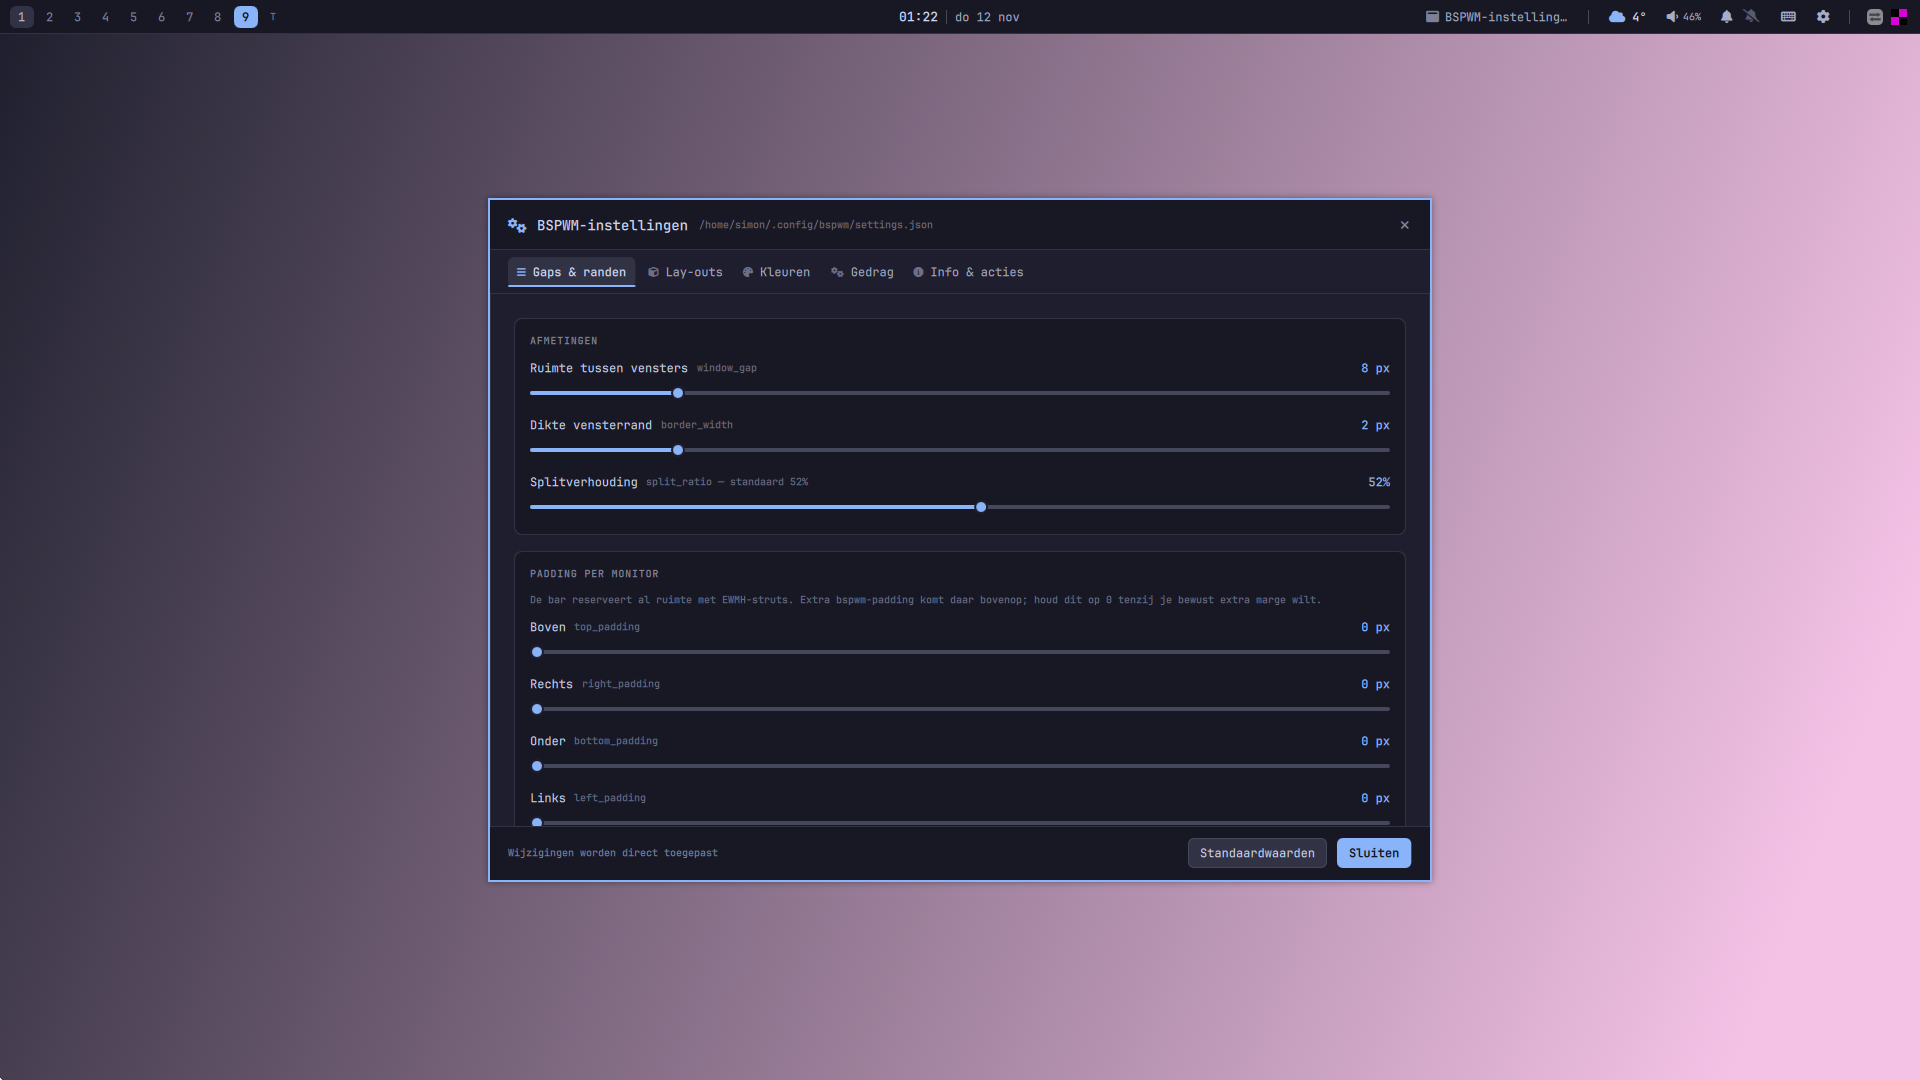 1 2 3 4 5 6 7 8 9 T
01:22 do 12 nov
BSPWM-instelling… 4° 46%
BSPWM-instellingen /home/simon/.config/bspwm/settings.json
Gaps & randen Lay-outs Kleuren Gedrag Info & acties
AFMETINGEN
Ruimte tussen vensters window_gap 8 px
Dikte vensterrand border_width 2 px
Splitverhouding split_ratio — standaard 52% 52%
PADDING PER MONITOR
De bar reserveert al ruimte met EWMH-struts. Extra bspwm-padding komt daar bovenop; houd dit op 0 tenzij je bewust extra marge wilt.
Boven top_padding 0 px
Rechts right_padding 0 px
Onder bottom_padding 0 px
Links left_padding 0 px
Wijzigingen worden direct toegepast Standaardwaarden Sluiten